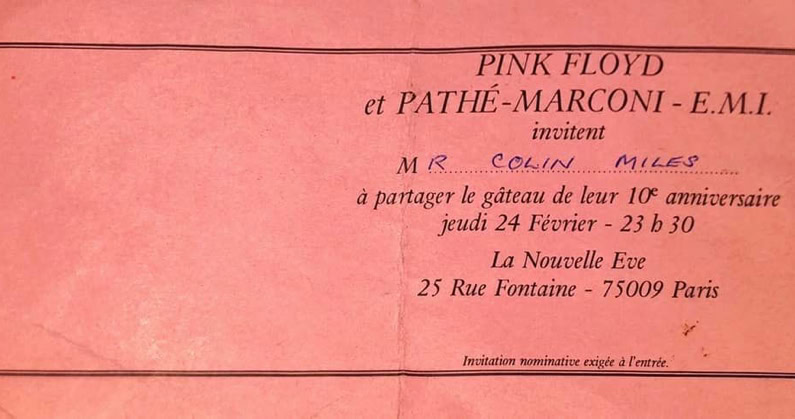 PINK FLOYD
et PATHÉ-MARCONI - E.M.I.
invitent
MR COLIN MILES
à partager le gâteau de leur 10e anniversaire
jeudi 24 Février - 23 h 30
La Nouvelle Eve
25 Rue Fontaine - 75009 Paris
Invitation nominative exigée à l'entrée.